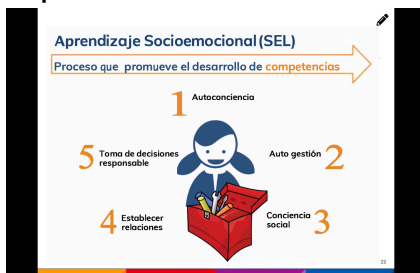 Aprendizaje Socioemocional (SEL)
Proceso que promueve el desarrollo de competencias
1 Autoconciencia
5 Toma de decisiones
responsable
Auto gestión 2
4 Establecer
relaciones
Conciencia
social 3
22